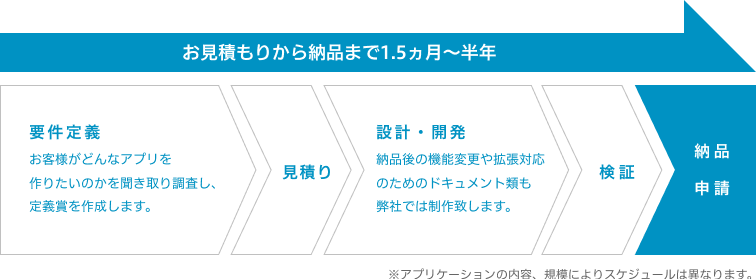 お見積もりから納品まで1.5ヵ月〜半年
要件定義
お客様がどんなアプリを
作りたいのかを聞き取り調査し、
定義賞を作成します。
見積り
設計・開発
納品後の機能変更や拡張対応
のためのドキュメント類も
弊社では制作致します。
検証
納品
申請
※アプリケーションの内容、規模によりスケジュールは異なります。